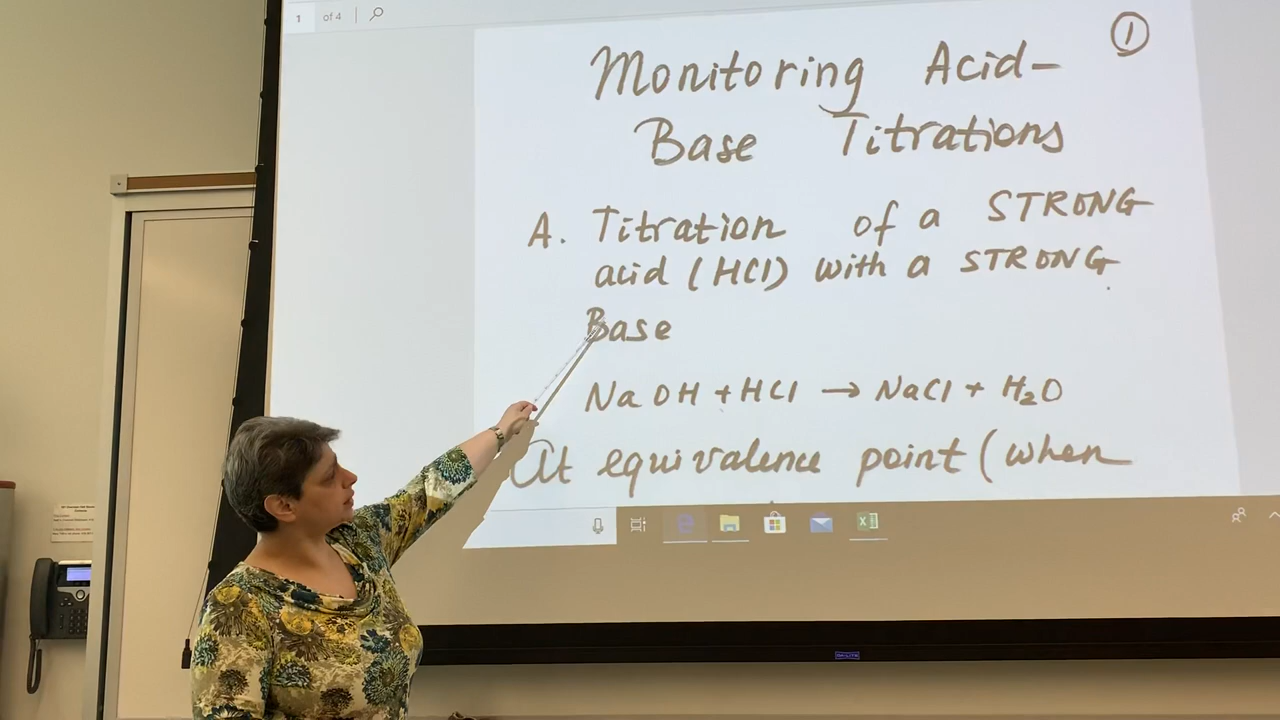 1 of 4
①
Monitoring Acid-
Base Titrations
A. Titration of a STRONG
acid (HCl) with a STRONG
Base
NaOH + HCl → NaCl + H₂O
At equivalence point (when